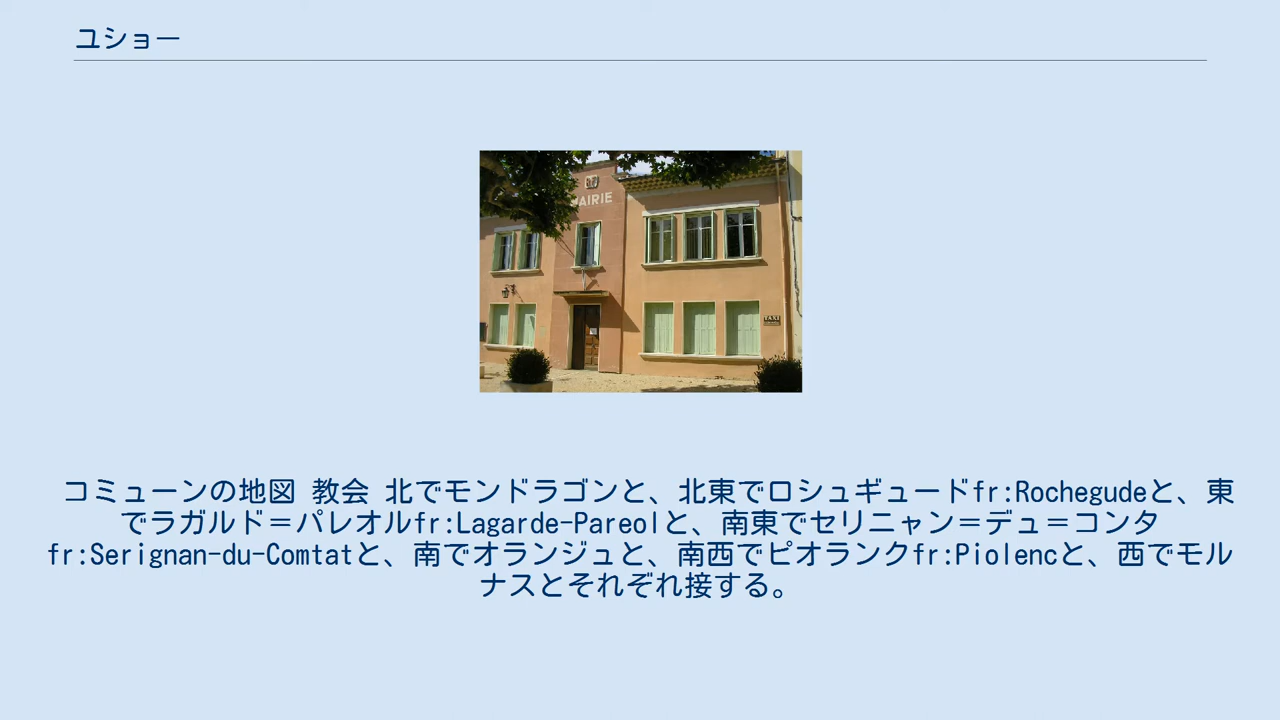 ユショー
MAIRIE
TAXI
コミューンの地図 教会 北でモンドラゴンと、北東でロシュギュードfr:Rochegudeと、東
でラガルド＝パレオルfr:Lagarde-Pareolと、南東でセリニャン＝デュ＝コンタ
fr:Serignan-du-Comtatと、南でオランジュと、南西でピオランクfr:Piolencと、西でモル
ナスとそれぞれ接する。